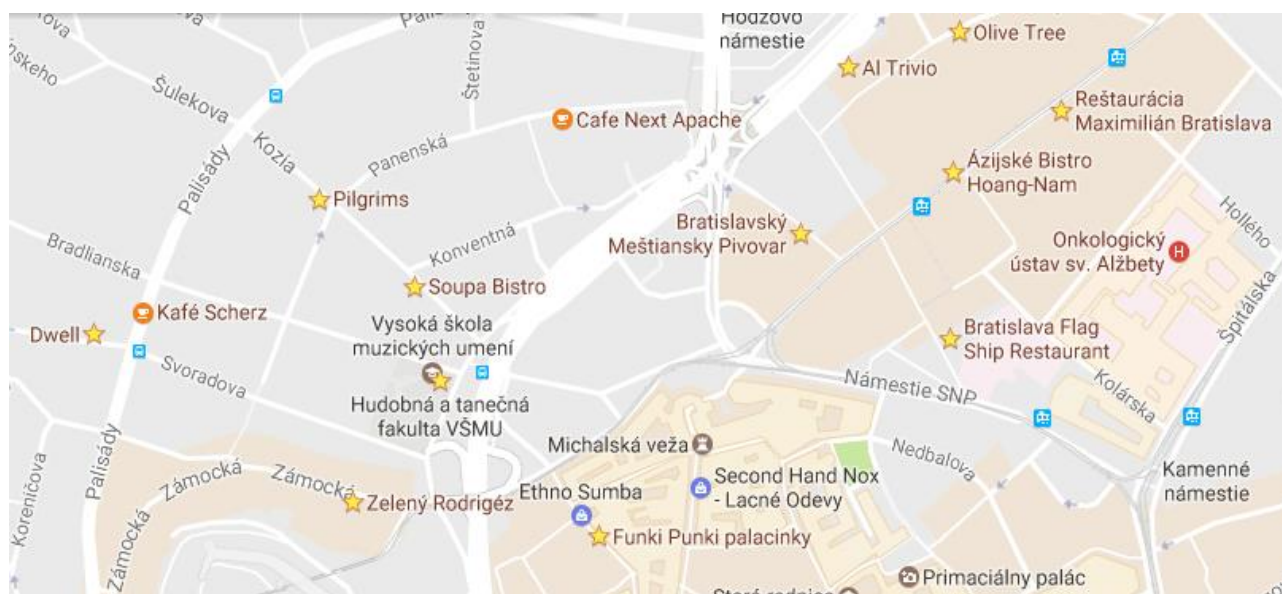 Hodžovo
námestie
Olive Tree
Palisády
Al Trivio
Šulekova
Štetinova
Reštaurácia
Maximilián Bratislava
Cafe Next Apache
Kozia
Panenská
Palisády
Ázijské Bistro
Hoang-Nam
Pilgrims
Hollého
Bratislavský
Meštiansky Pivovar
Bradlianska
Konventná
Onkologický
ústav sv. Alžbety
H
Soupa Bistro
Špitálska
Kafé Scherz
Dwell
Vysoká škola
muzických umení
Bratislava Flag
Ship Restaurant
Svoradova
Námestie SNP
Kolárska
Hudobná a tanečná
fakulta VŠMU
Palisády
Michalská veža
Nedbalova
Zámocká
Zámocká
Kamenné
námestie
Second Hand Nox
- Lacné Odevy
Koreničova
Zelený Rodrigéz
Ethno Sumba
Funki Punki palacinky
Zámocká
Primaciálny palác